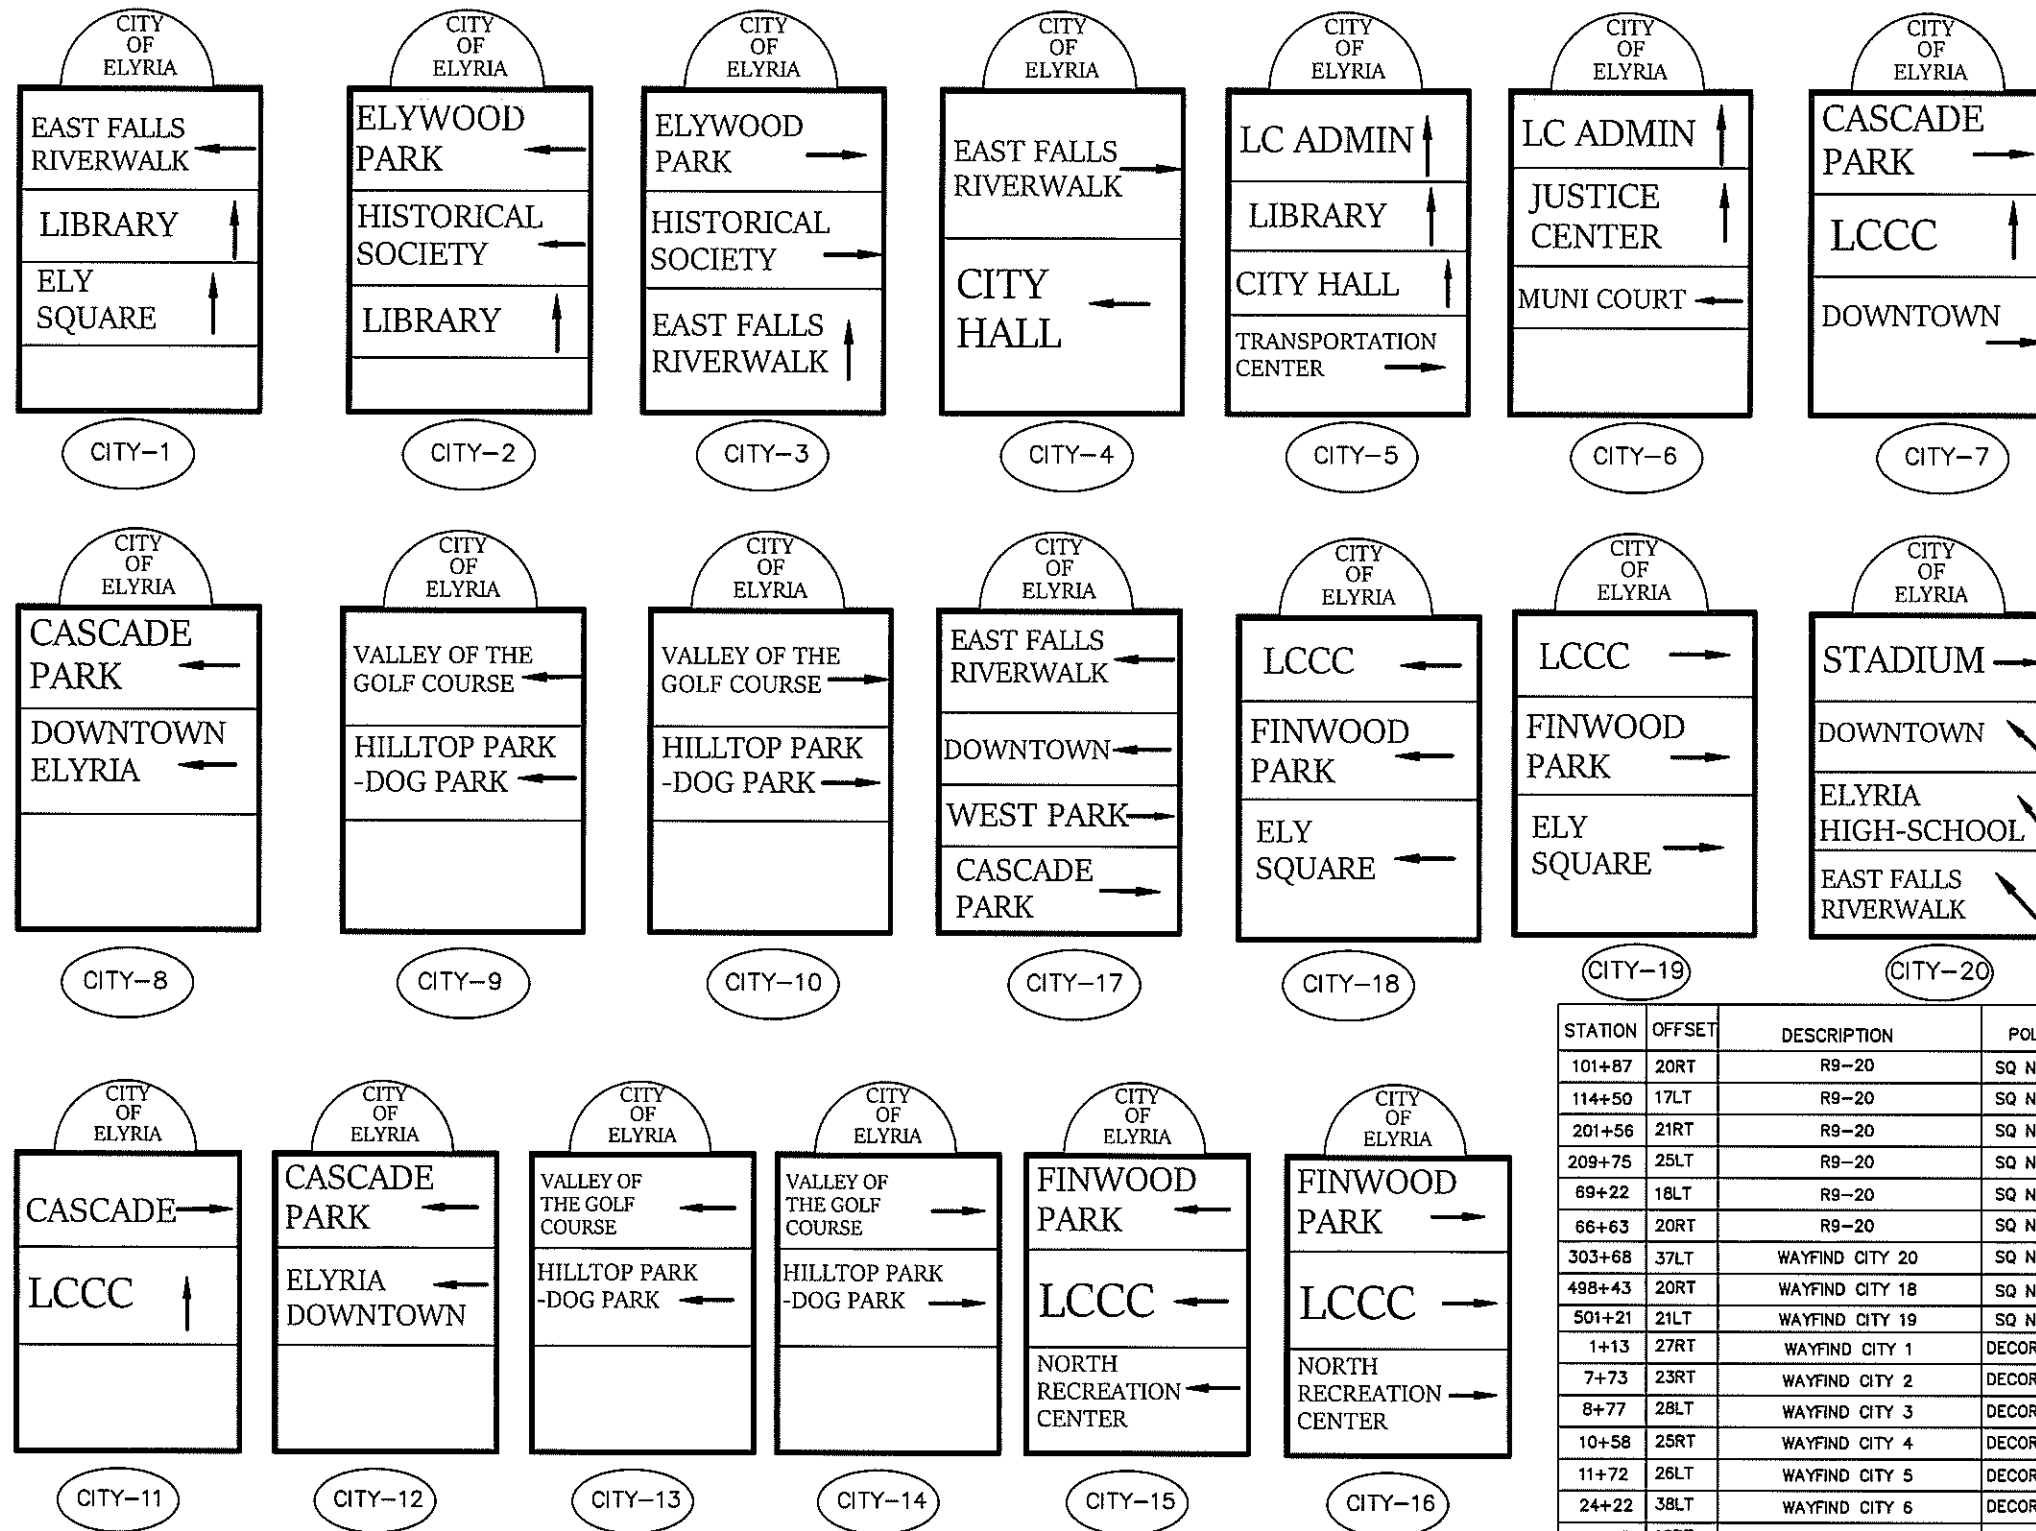 CITY
OF
ELYRIA
EAST FALLS
RIVERWALK
LIBRARY
ELY
SQUARE
CITY-1
CITY
OF
ELYRIA
ELYWOOD
PARK
HISTORICAL
SOCIETY
LIBRARY
CITY-2
CITY
OF
ELYRIA
ELYWOOD
PARK
HISTORICAL
SOCIETY
EAST FALLS
RIVERWALK
CITY-3
CITY
OF
ELYRIA
EAST FALLS
RIVERWALK
CITY
HALL
CITY-4
CITY
OF
ELYRIA
LC ADMIN
LIBRARY
CITY HALL
TRANSPORTATION
CENTER
CITY-5
CITY
OF
ELYRIA
LC ADMIN
JUSTICE
CENTER
MUNI COURT
CITY-6
CITY
OF
ELYRIA
CASCADE
PARK
LCCC
DOWNTOWN
CITY-7
CITY
OF
ELYRIA
CASCADE
PARK
DOWNTOWN
ELYRIA
CITY-8
CITY
OF
ELYRIA
VALLEY OF THE
GOLF COURSE
HILLTOP PARK
-DOG PARK
CITY-9
CITY
OF
ELYRIA
VALLEY OF THE
GOLF COURSE
HILLTOP PARK
-DOG PARK
CITY-10
CITY
OF
ELYRIA
EAST FALLS
RIVERWALK
DOWNTOWN
WEST PARK
CASCADE
PARK
CITY-17
CITY
OF
ELYRIA
LCCC
FINWOOD
PARK
ELY
SQUARE
CITY-18
CITY
OF
ELYRIA
LCCC
FINWOOD
PARK
ELY
SQUARE
CITY-19
CITY
OF
ELYRIA
STADIUM
DOWNTOWN
ELYRIA
HIGH-SCHOOL
EAST FALLS
RIVERWALK
CITY-20
CITY
OF
ELYRIA
CASCADE
LCCC
CITY-11
CITY
OF
ELYRIA
CASCADE
PARK
ELYRIA
DOWNTOWN
CITY-12
CITY
OF
ELYRIA
VALLEY OF
THE GOLF
COURSE
HILLTOP PARK
-DOG PARK
CITY-13
CITY
OF
ELYRIA
VALLEY OF
THE GOLF
COURSE
HILLTOP PARK
-DOG PARK
CITY-14
CITY
OF
ELYRIA
FINWOOD
PARK
LCCC
NORTH
RECREATION
CENTER
CITY-15
CITY
OF
ELYRIA
FINWOOD
PARK
LCCC
NORTH
RECREATION
CENTER
CITY-16
STATION OFFSET DESCRIPTION
101+87 20RT R9-20 SQ
114+50 17LT R9-20 SQ
201+56 21RT R9-20 SQ
209+75 25LT R9-20 SQ
69+22 18LT R9-20 SQ
66+63 20RT R9-20 SQ
303+68 37LT WAYFIND CITY 20 SQ
498+43 20RT WAYFIND CITY 18 SQ
501+21 21LT WAYFIND CITY 19 SQ
1+13 27RT WAYFIND CITY 1
7+73 23RT WAYFIND CITY 2
8+77 28LT WAYFIND CITY 3
10+58 25RT WAYFIND CITY 4
11+72 26LT WAYFIND CITY 5
24+22 38LT WAYFIND CITY 6